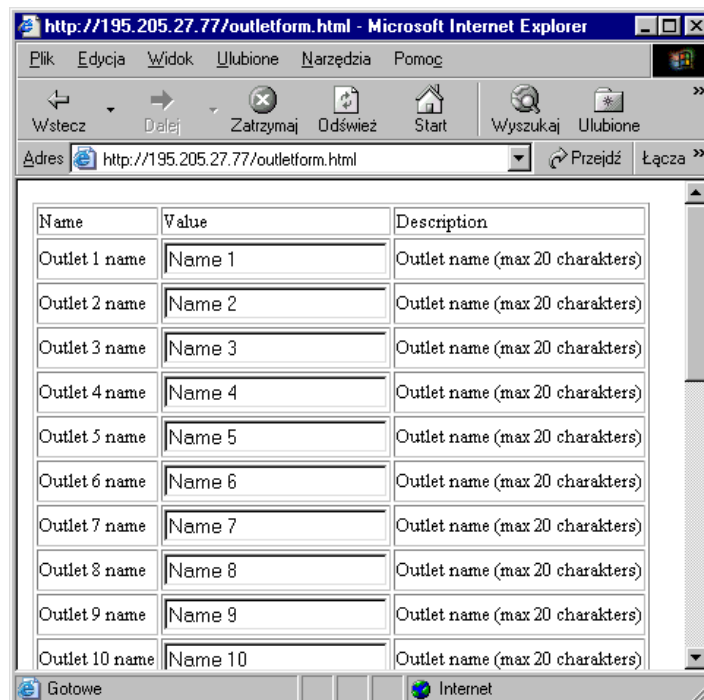 http://195.205.27.77/outletform.html - Microsoft Internet Explorer
Plik Edycja Widok Ulubione Narzędzia Pomoc
Wstecz Dalej Zatrzymaj Odśwież Start Wyszukaj Ulubione »
Adres http://195.205.27.77/outletform.html Przejdź Łącza »
Name Value Description
Outlet 1 name Name 1 Outlet name (max 20 charakters)
Outlet 2 name Name 2 Outlet name (max 20 charakters)
Outlet 3 name Name 3 Outlet name (max 20 charakters)
Outlet 4 name Name 4 Outlet name (max 20 charakters)
Outlet 5 name Name 5 Outlet name (max 20 charakters)
Outlet 6 name Name 6 Outlet name (max 20 charakters)
Outlet 7 name Name 7 Outlet name (max 20 charakters)
Outlet 8 name Name 8 Outlet name (max 20 charakters)
Outlet 9 name Name 9 Outlet name (max 20 charakters)
Outlet 10 name Name 10 Outlet name (max 20 charakters)
Gotowe Internet